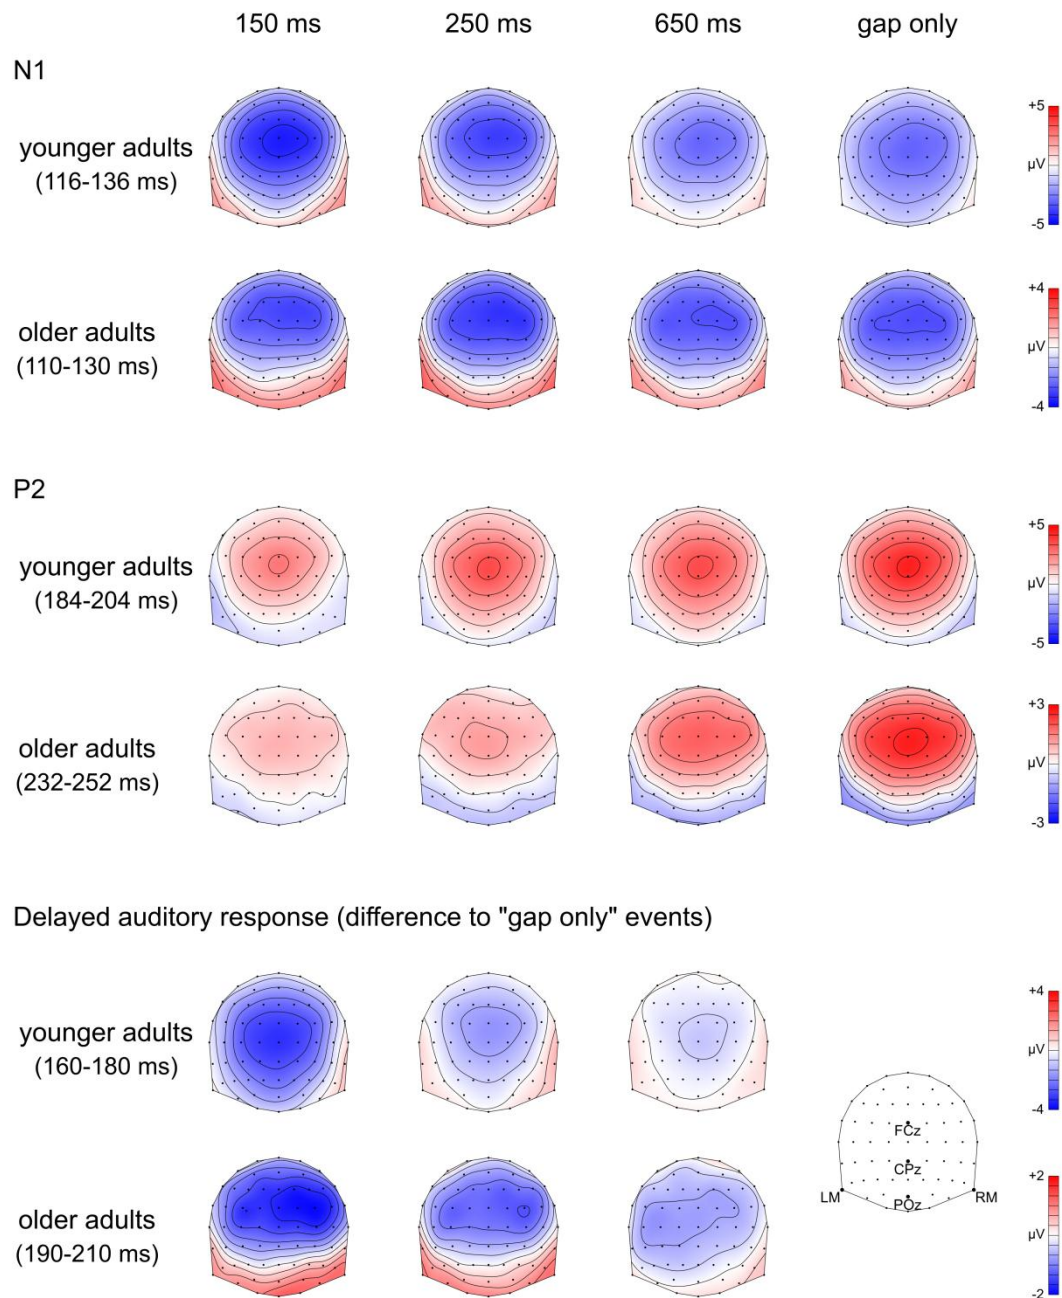 150 ms 250 ms 650 ms gap only
N1
younger adults
(116-136 ms)
+5
µV
-5
older adults
(110-130 ms)
+4
µV
-4
P2
younger adults
(184-204 ms)
+5
µV
-5
older adults
(232-252 ms)
+3
µV
-3
Delayed auditory response (difference to "gap only" events)
younger adults
(160-180 ms)
+4
µV
-4
FCz
CPz
LM POz RM
older adults
(190-210 ms)
+2
µV
-2